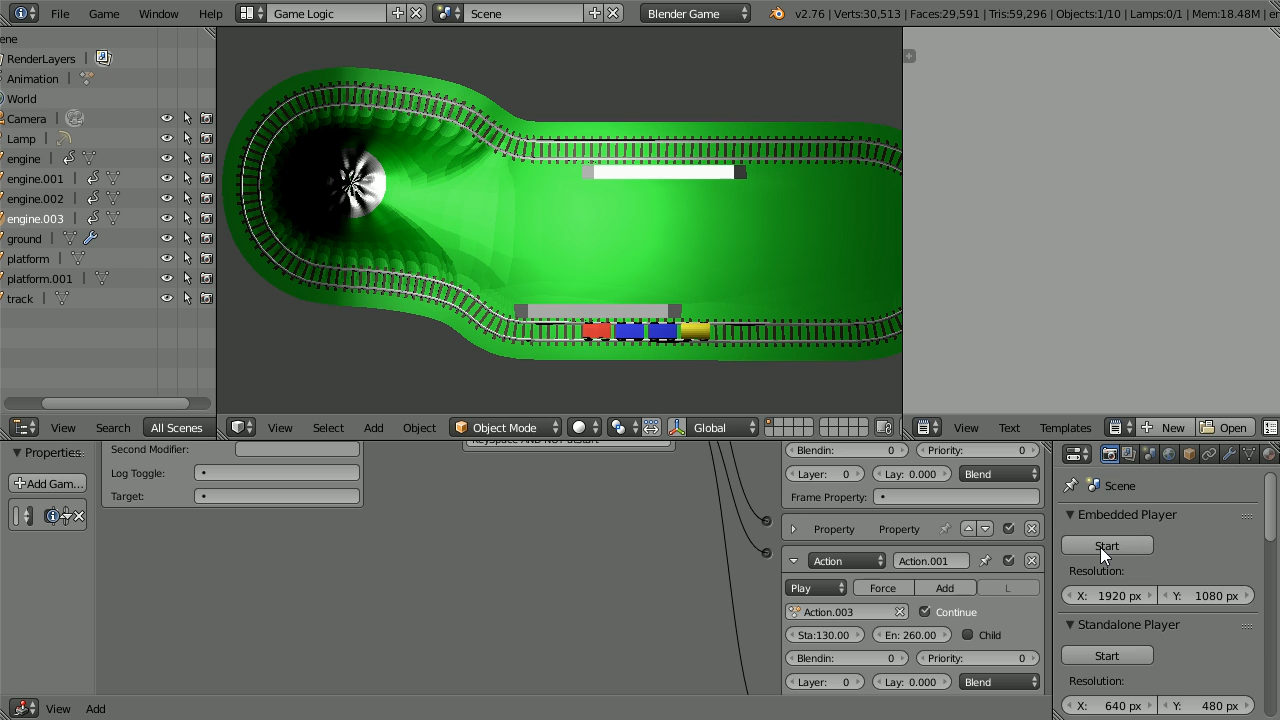 File Game Window Help Game Logic Scene Blender Game v2.76 | Verts:30,513 | Faces:29,591 | Tris:59,296 | Objects:1/10 | Lamps:0/1 | Mem:18.48M |
RenderLayers
Animation
World
Camera
Lamp
engine
engine.001
engine.002
engine.003
ground
platform
platform.001
track
View Search All Scenes
View Select Add Object Object Mode Global
View Text Templates New Open
Properties
Add Gam...
Second Modifier:
Log Toggle:
Target:
Blendin: 0 Priority: 0
Layer: 0 Lay: 0.000 Blend
Frame Property:
Property Property
Action Action.001
Play Force Add L
Action.003 Continue
Sta:130.00 En: 260.00 Child
Blendin: 0 Priority: 0
Layer: 0 Lay: 0.000 Blend
Scene
Embedded Player
Start
Resolution:
X: 1920 px Y: 1080 px
Standalone Player
Start
Resolution:
X: 640 px Y: 480 px
View Add